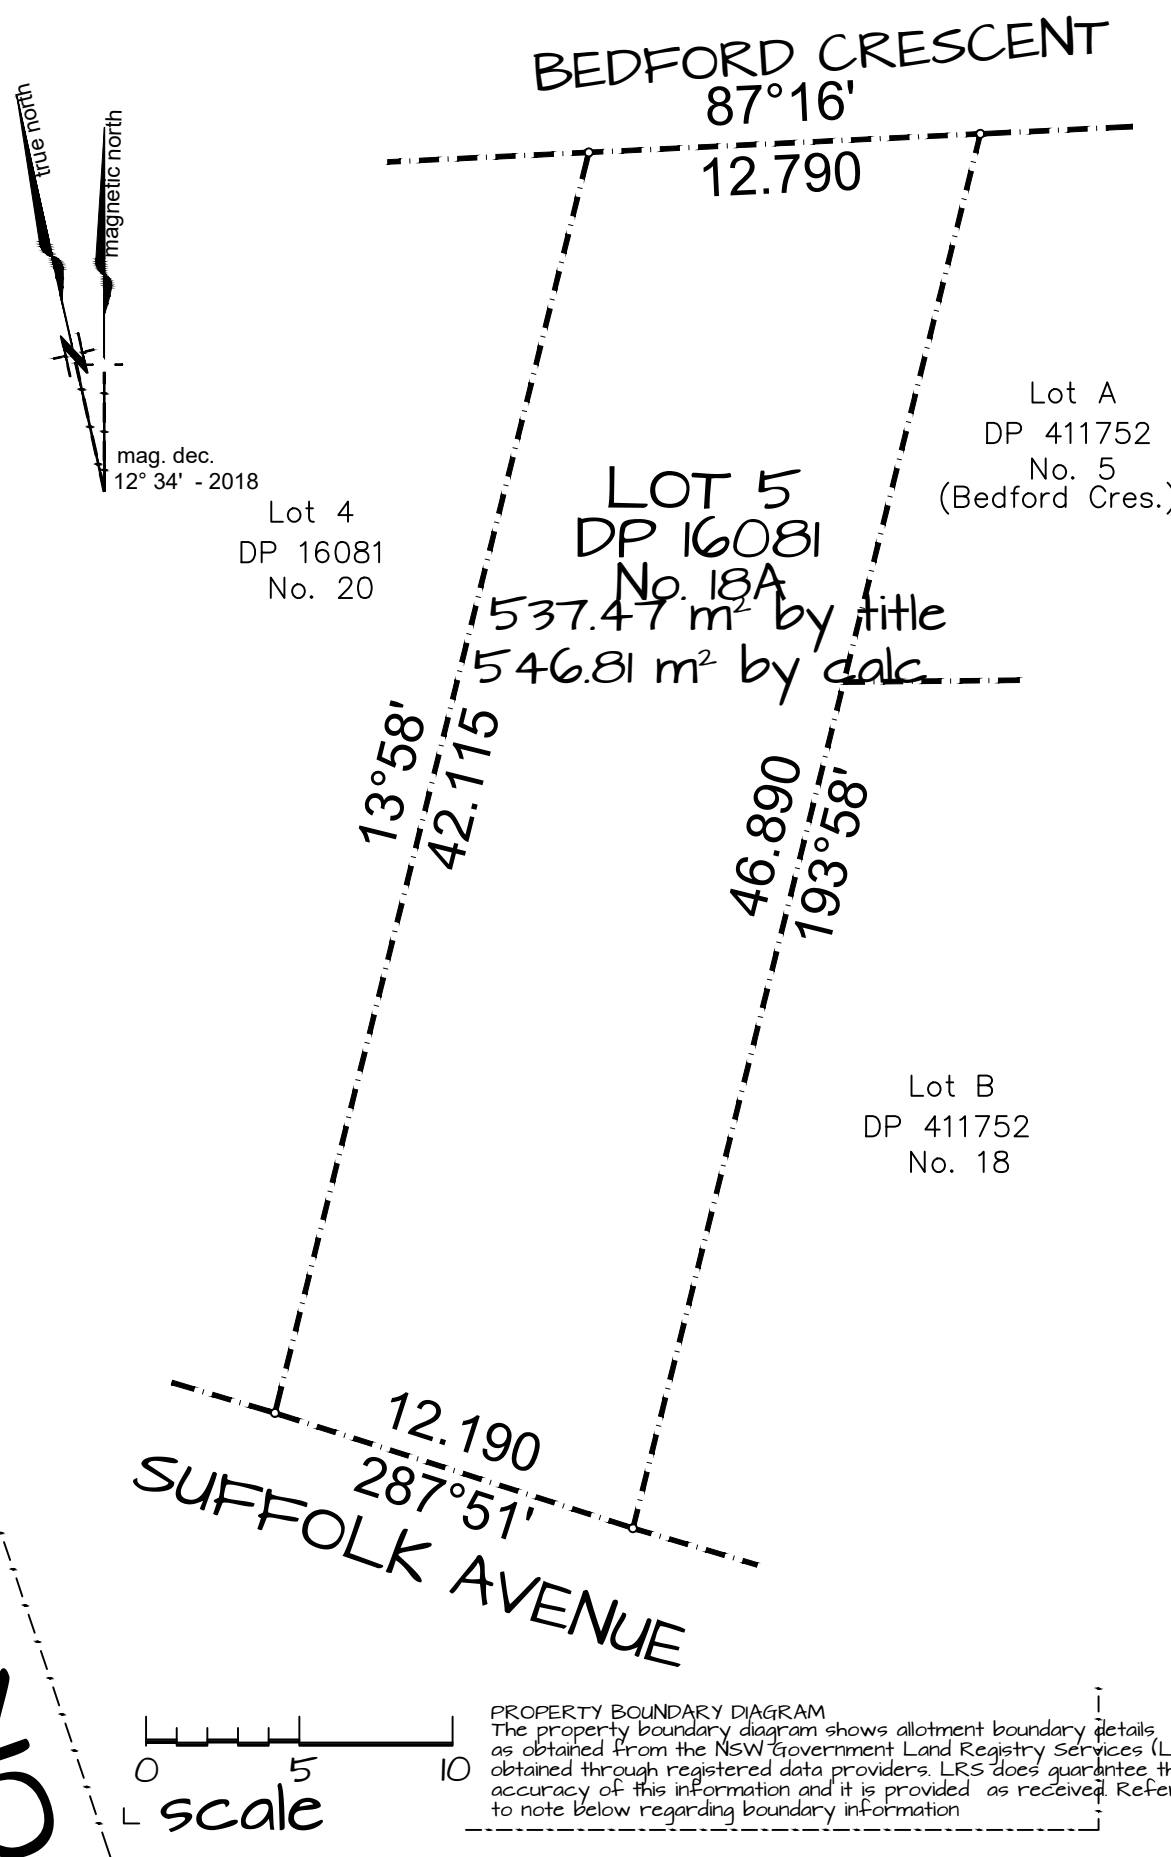 BEDFORD CRESCENT
87°16'
12.790
true north
magnetic north
mag. dec.
12° 34' - 2018
Lot 4
DP 16081
No. 20
LOT 5
DP 16081
No. 18A
537.47 m² by title
546.81 m² by calc
Lot A
DP 411752
No. 5
(Bedford Cres.)
13°58'
42.115
46.890
193°58'
Lot B
DP 411752
No. 18
12.190
287°51'
SUFFOLK AVENUE
0 5 10
scale
PROPERTY BOUNDARY DIAGRAM
The property boundary diagram shows allotment boundary details
as obtained from the NSW Government Land Registry Services (L
obtained through registered data providers. LRS does guarantee th
accuracy of this information and it is provided as received. Refer
to note below regarding boundary information